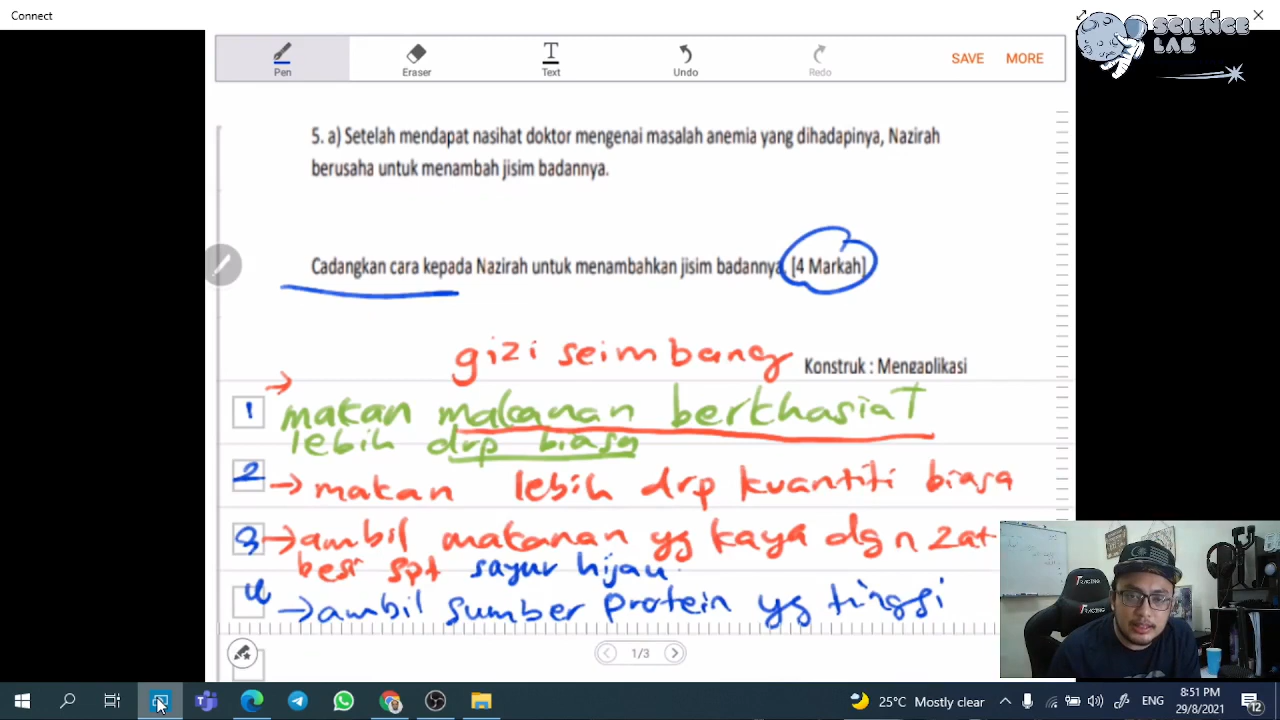 Connect
LAB
Pen
Eraser
T
Text
Undo
Redo
SAVE
MORE
5. a) Setelah mendapat nasihat doktor mengenai masalah anemia yang dihadapinya, Nazirah
berusaha untuk menambah jisim badannya.
Cadangkan cara kepada Nazirah untuk menambahkan jisim badannya [4 Markah]
gizi seimbang
Konstruk : Mengaplikasi
1 makan makanan berkhasiat
lebih drp biasa
2 → makan lebih drp kuantiti biasa
3 → ambil makanan yg kaya dgn zat
besi spt sayur hijau
4 → ambil sumber protein yg tinggi
1/3
25°C Mostly clear
ENG
8:51 PM
29/8/2021
12